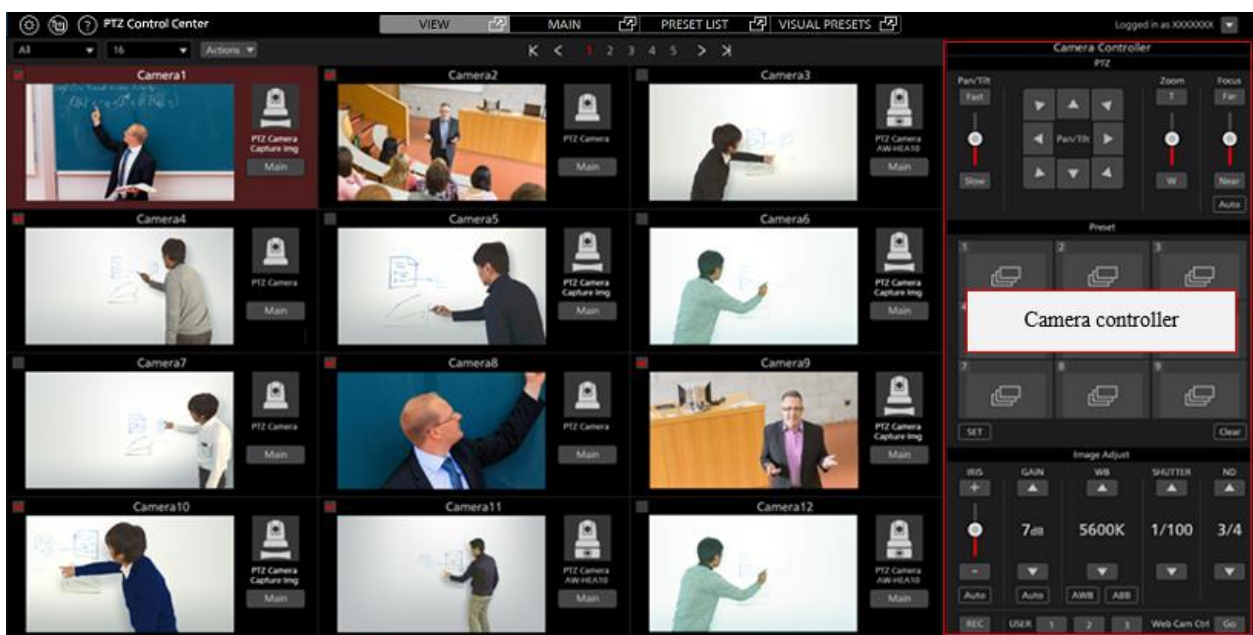 PTZ Control Center
VIEW MAIN PRESET LIST VISUAL PRESETS
Logged in as XXXXXXX
All 16 Actions
1 2 3 4 5
Camera1
PTZ Camera
Capture Img
Main
Camera2
PTZ Camera
Main
Camera3
PTZ Camera
AW-HEA10
Main
Camera4
PTZ Camera
Main
Camera5
PTZ Camera
Capture Img
Main
Camera6
PTZ Camera
Capture Img
Main
Camera7
PTZ Camera
Main
Camera8
PTZ Camera
Main
Camera9
PTZ Camera
Capture Img
Main
Camera10
PTZ Camera
Capture Img
Main
Camera11
PTZ Camera
AW-HEA10
Main
Camera12
PTZ Camera
AW-HEA10
Main
Camera Controller
PTZ
Pan/Tilt Zoom Focus
Fast T Far
Pan/Tilt
Slow W Near
Auto
Preset
1 2 3
4
Camera controller
7 8 9
SET Clear
Image Adjust
IRIS GAIN WB SHUTTER ND
+
7dB 5600K 1/100 3/4
-
Auto Auto AWB ABB
REC USER 1 2 3 Web Cam Ctrl Go